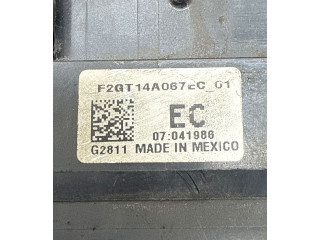 F2GT14A067EC_01
EC
07:041986
G2811 MADE IN MEXICO